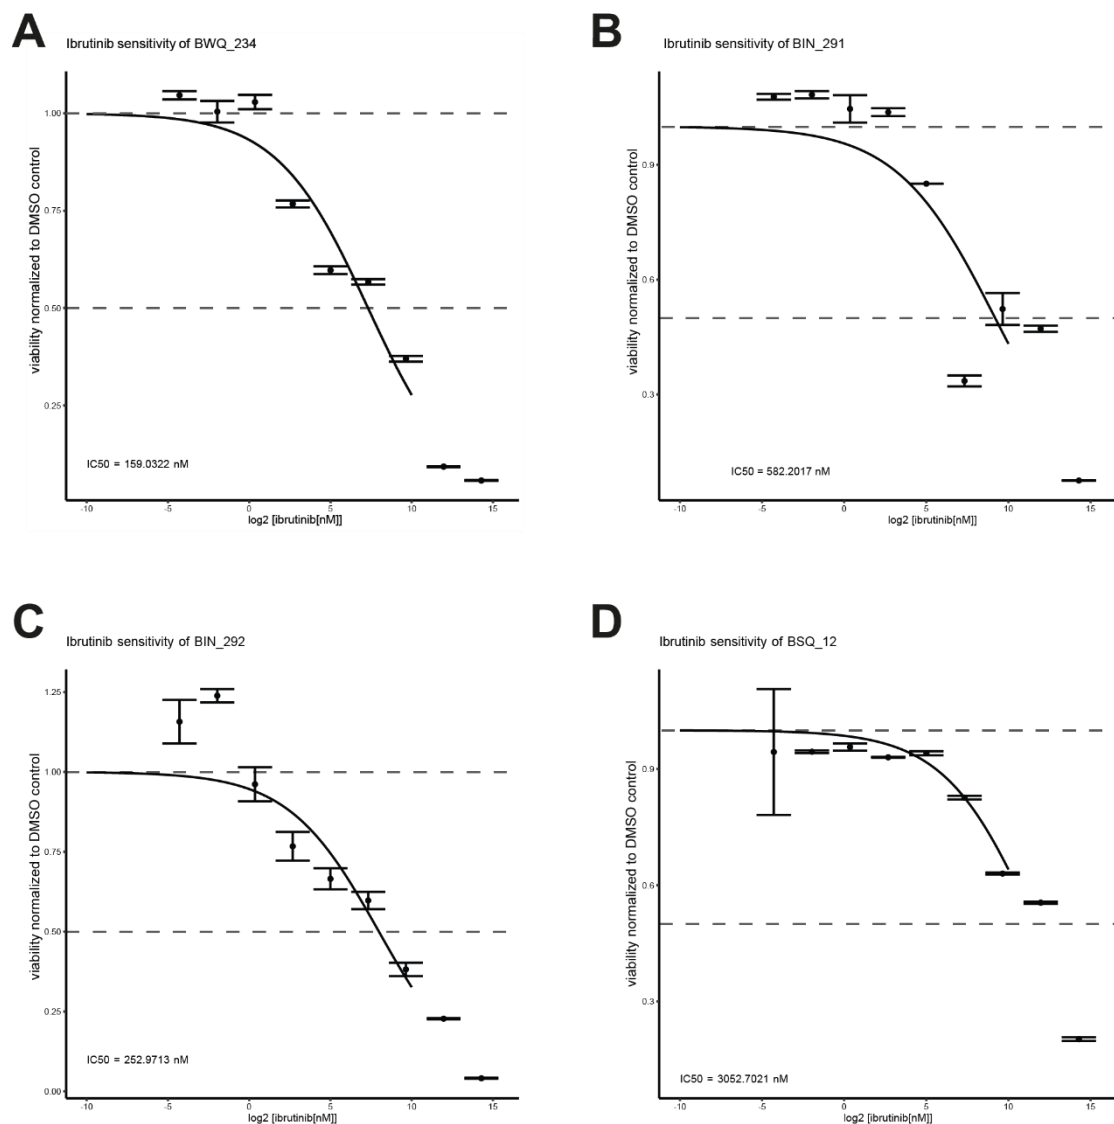 A
Ibrutinib sensitivity of BWQ_234
viability normalized to DMSO control
1.00
0.75
0.50
0.25
IC50 = 159.0322 nM
-10
-5
0
5
10
15
log2 [ibrutinib[nM]]
B
Ibrutinib sensitivity of BIN_291
viability normalized to DMSO control
0.9
0.6
0.3
IC50 = 582.2017 nM
-10
-5
0
5
10
15
log2 [ibrutinib[nM]]
C
Ibrutinib sensitivity of BIN_292
viability normalized to DMSO control
1.25
1.00
0.75
0.50
0.25
0.00
IC50 = 252.9713 nM
-10
-5
0
5
10
15
log2 [ibrutinib[nM]]
D
Ibrutinib sensitivity of BSQ_12
viability normalized to DMSO control
0.9
0.6
0.3
IC50 = 3052.7021 nM
-10
-5
0
5
10
15
log2 [ibrutinib[nM]]